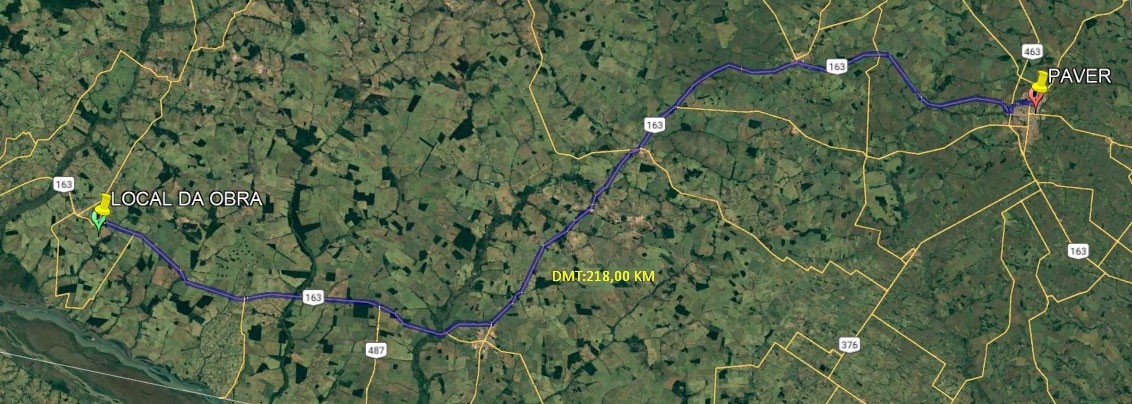 463
PAVER
163
163
163
LOCAL DA OBRA
163
DMT:218,00 KM
163
376
487